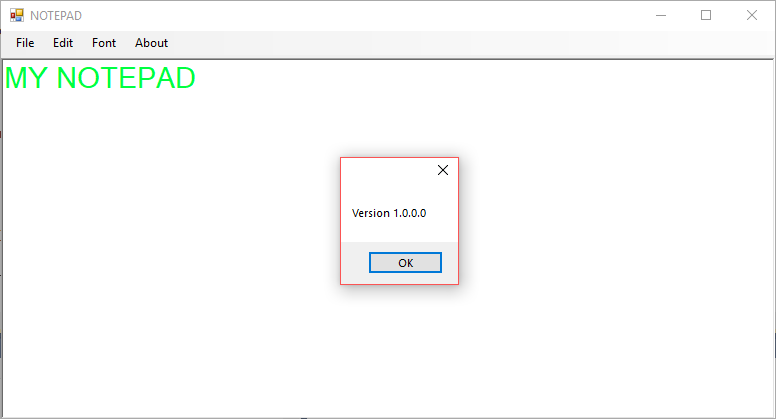 NOTEPAD
File Edit Font About
MY NOTEPAD
Version 1.0.0.0
OK